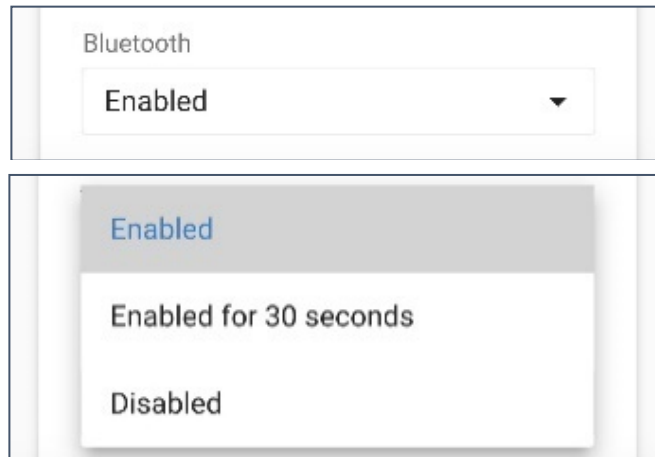 Bluetooth
Enabled
Enabled
Enabled for 30 seconds
Disabled